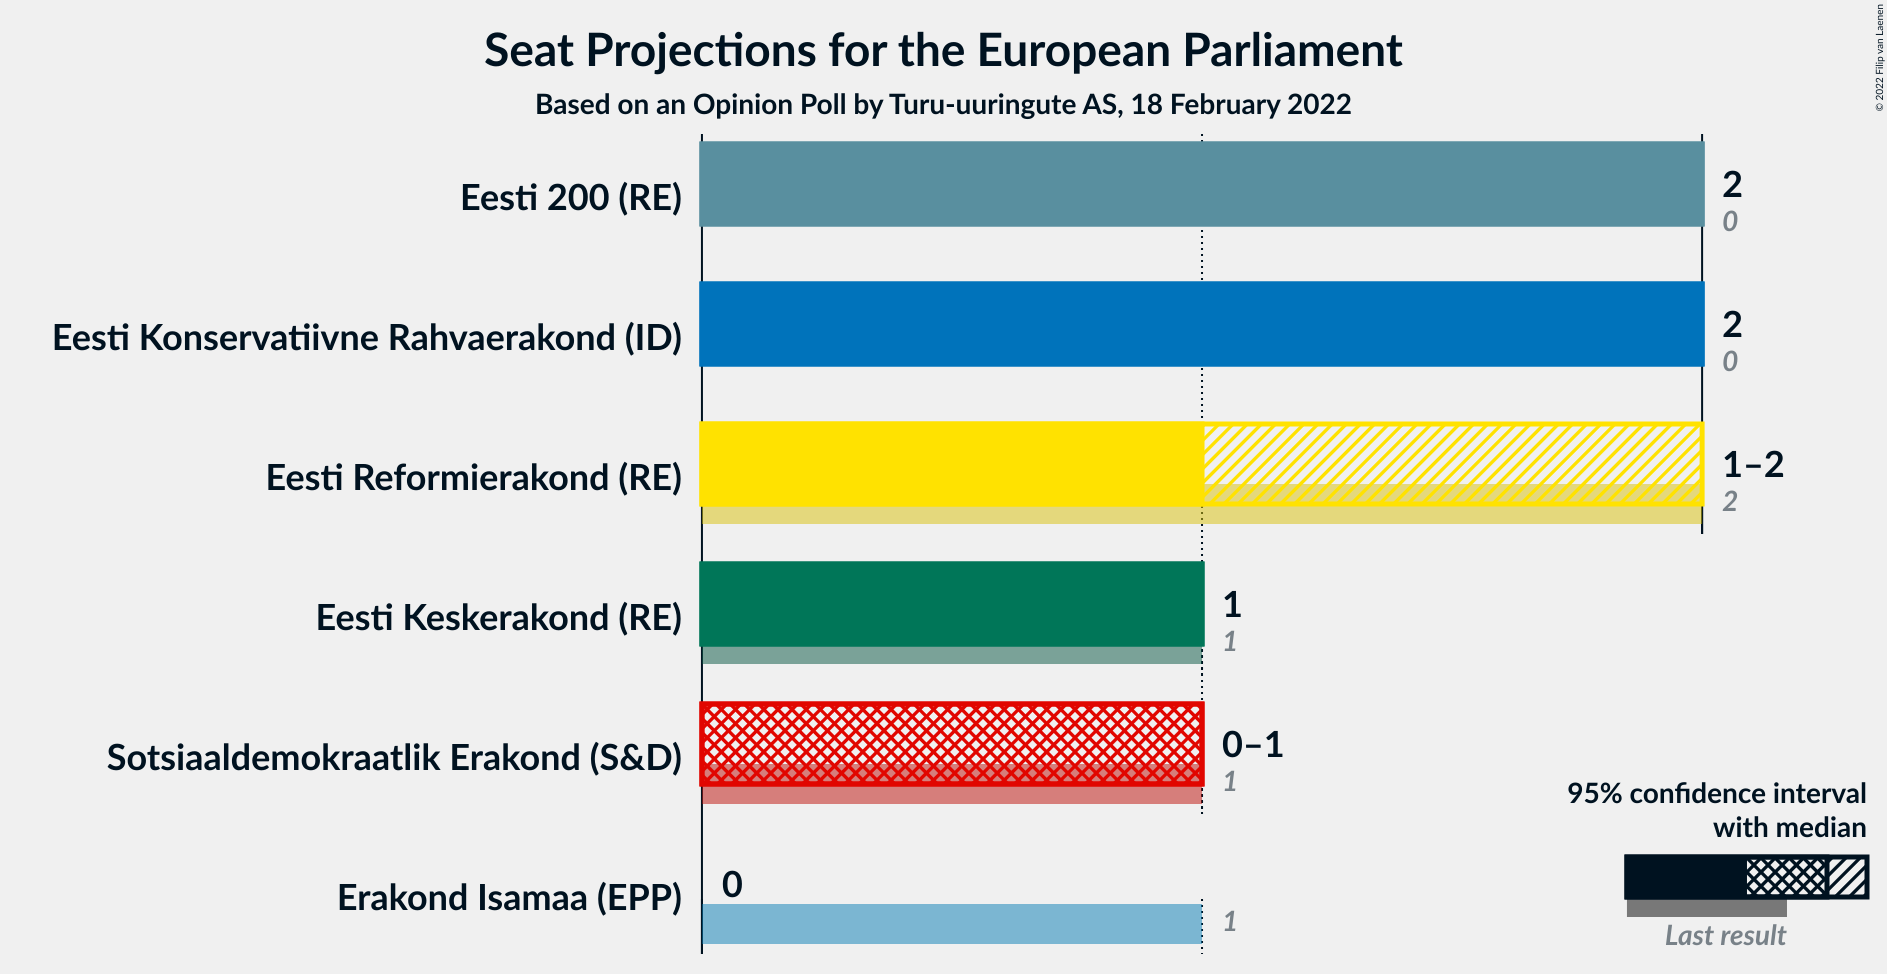 Seat Projections for the European Parliament
Based on an Opinion Poll by Turu-uuringute AS, 18 February 2022
© 2022 Filip van Laenen
Eesti 200 (RE)
2
0
Eesti Konservatiivne Rahvaerakond (ID)
2
0
Eesti Reformierakond (RE)
1–2
2
Eesti Keskerakond (RE)
1
1
Sotsiaaldemokraatlik Erakond (S&D)
0–1
1
Erakond Isamaa (EPP)
0
1
95% confidence interval
with median
Last result